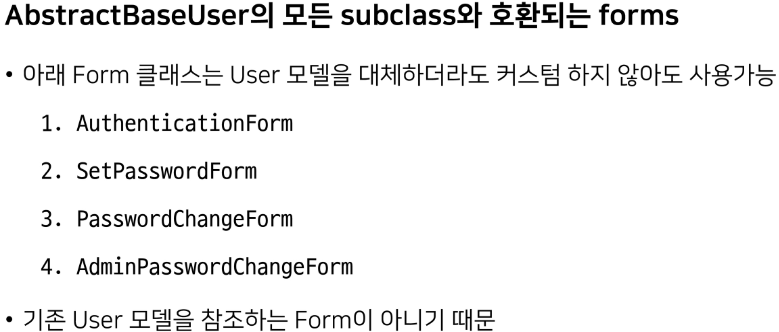 AbstractBaseUser의 모든 subclass와 호환되는 forms
• 아래 Form 클래스는 User 모델을 대체하더라도 커스텀 하지 않아도 사용가능
1. AuthenticationForm
2. SetPasswordForm
3. PasswordChangeForm
4. AdminPasswordChangeForm
• 기존 User 모델을 참조하는 Form이 아니기 때문